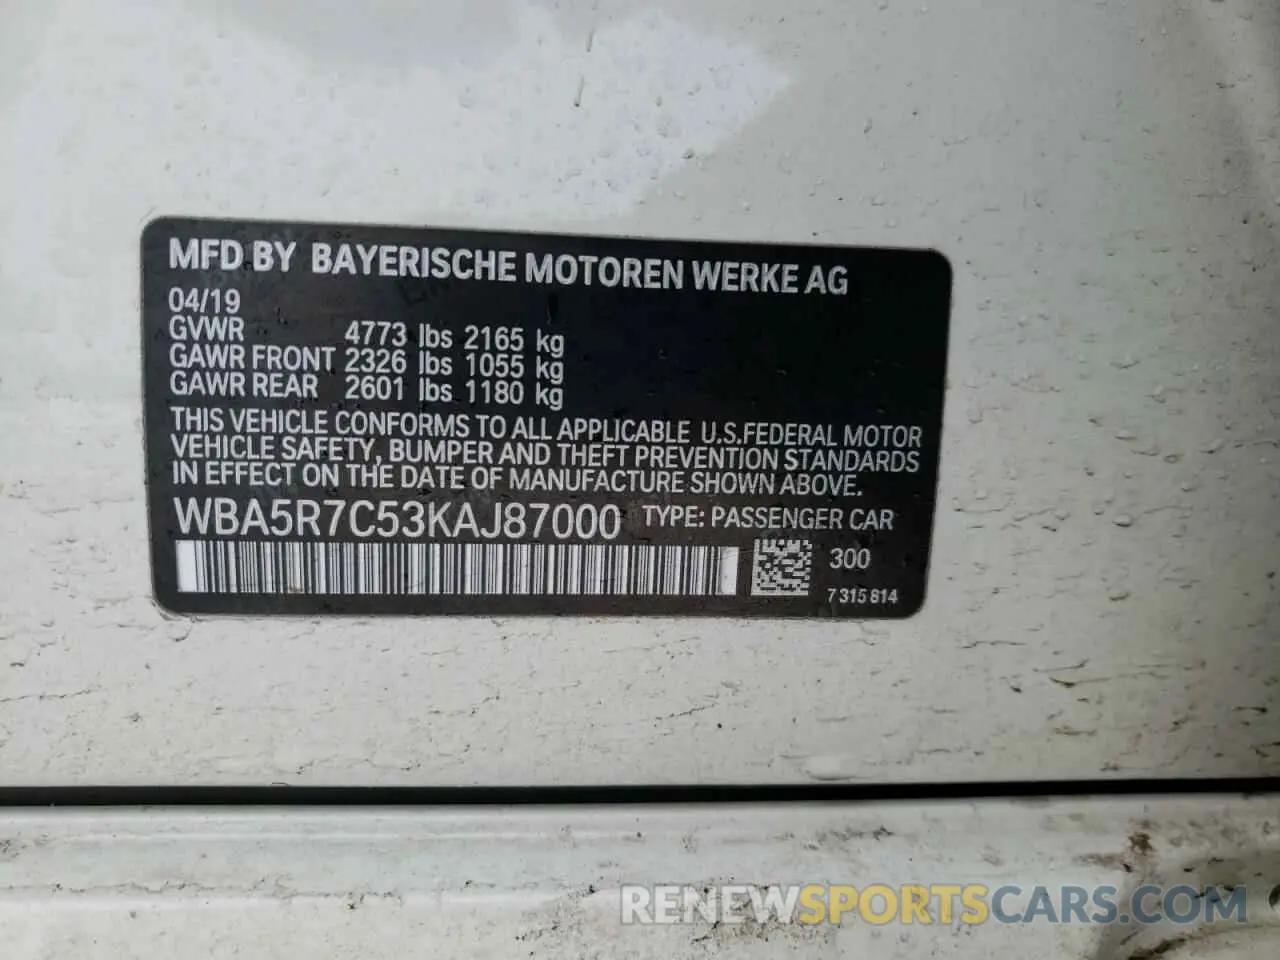 MFD BY BAYERISCHE MOTOREN WERKE AG
04/19
GVWR 4773 lbs 2165 kg
GAWR FRONT 2326 lbs 1055 kg
GAWR REAR 2601 lbs 1180 kg
THIS VEHICLE CONFORMS TO ALL APPLICABLE U.S.FEDERAL MOTOR
VEHICLE SAFETY, BUMPER AND THEFT PREVENTION STANDARDS
IN EFFECT ON THE DATE OF MANUFACTURE SHOWN ABOVE.
WBA5R7C53KAJ87000 TYPE: PASSENGER CAR
300
7 315 814
RENEWSPORTSCARS.COM